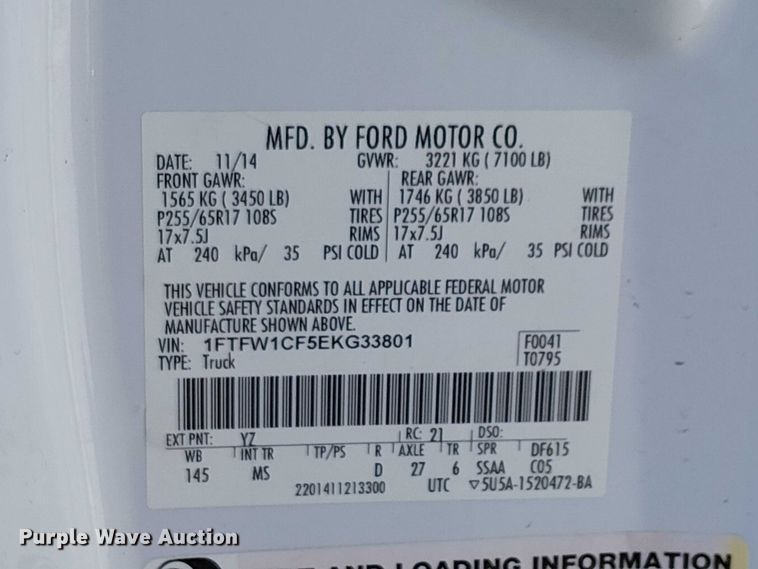 MFD. BY FORD MOTOR CO.
DATE: 11/14 GVWR: 3221 KG ( 7100 LB)
FRONT GAWR: REAR GAWR:
1565 KG ( 3450 LB) WITH 1746 KG ( 3850 LB) WITH
P255/65R17 108S TIRES P255/65R17 108S TIRES
17x7.5J RIMS 17x7.5J RIMS
AT 240 kPa/ 35 PSI COLD AT 240 kPa/ 35 PSI COLD
THIS VEHICLE CONFORMS TO ALL APPLICABLE FEDERAL MOTOR
VEHICLE SAFETY STANDARDS IN EFFECT ON THE DATE OF
MANUFACTURE SHOWN ABOVE.
VIN: 1FTFW1CF5EKG33801 F0041
TYPE: Truck T0795
EXT PNT: YZ RC: 21 DSO:
WB INT TR TP/PS R AXLE TR SPR DF615
145 MS D 27 6 SSAA C05
2201411213300 UTC ▽5U5A-1520472-BA
Purple Wave Auction
AND LOADING INFORMATION